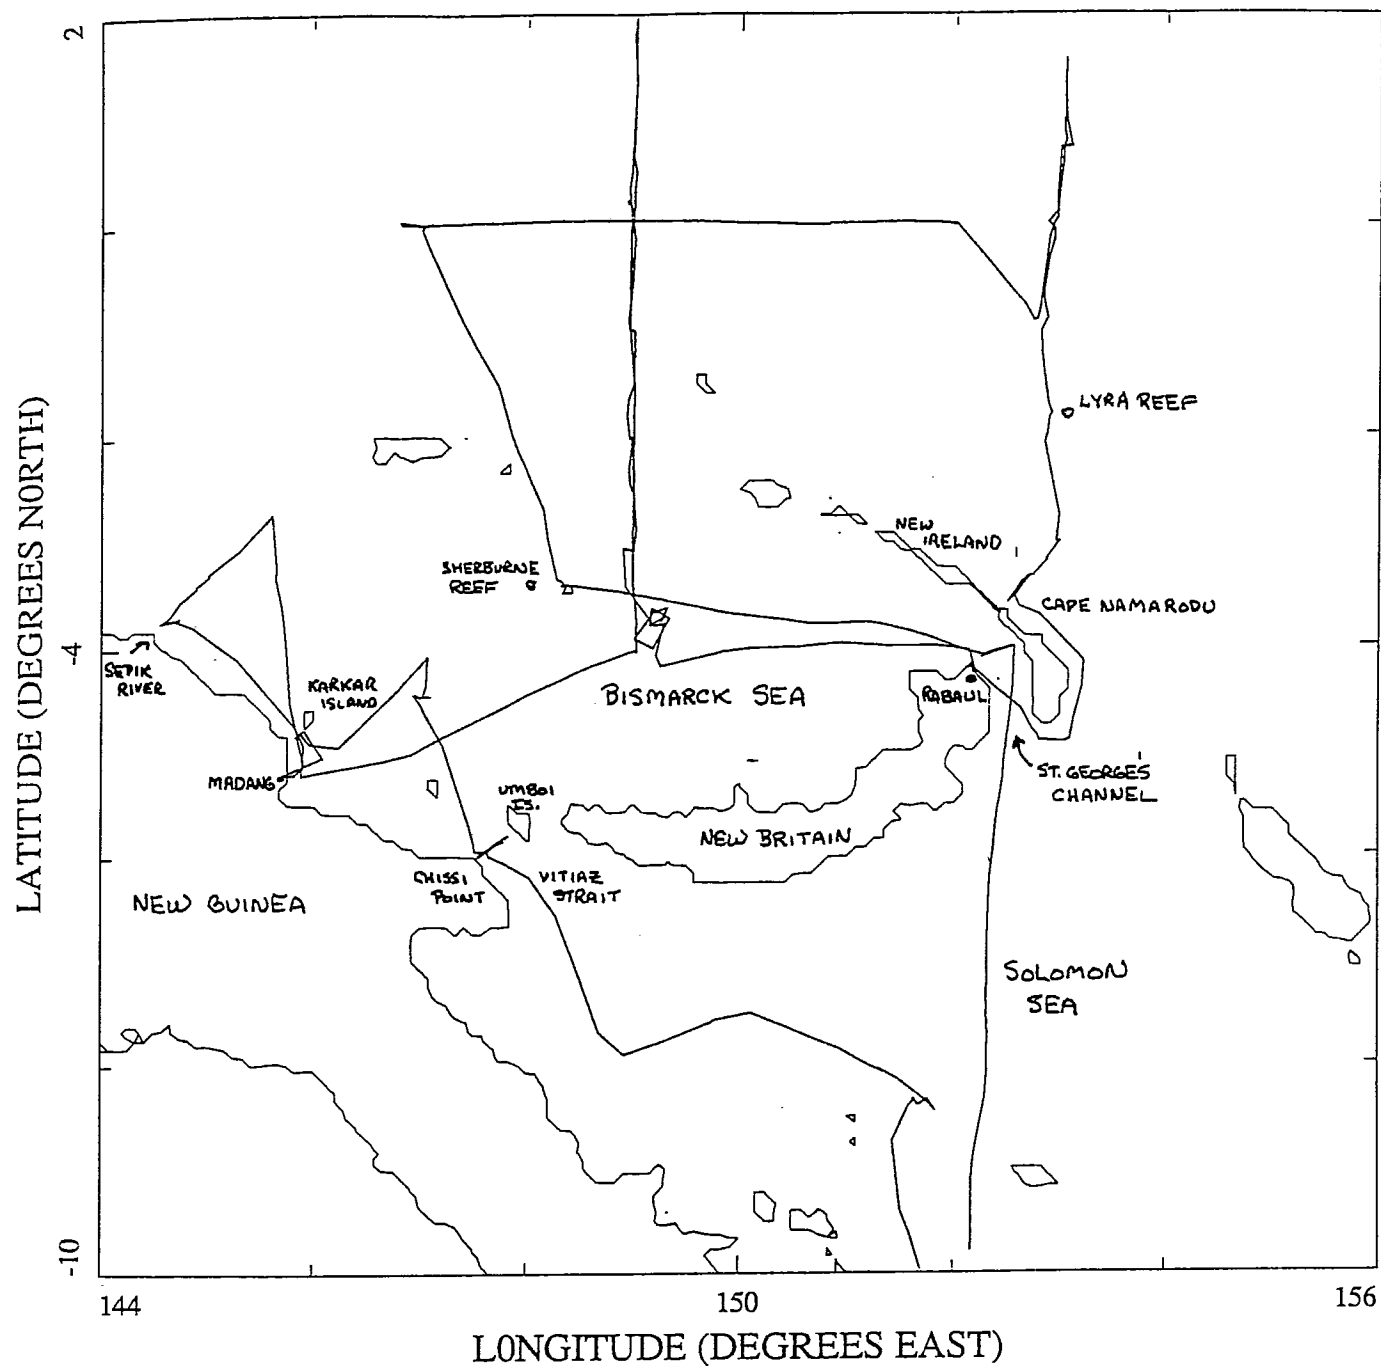 2
LYRA REEF
NEW
IRELAND
SHERBURNE
REEF
CAPE NAMARODU
-4
SEPIK
RIVER
KARKAR
ISLAND
BISMARCK SEA
RABAUL
MADANG
ST. GEORGE'S
CHANNEL
UMBOI
IS.
NEW BRITAIN
GHISSI
POINT
VITIAZ
STRAIT
NEW GUINEA
SOLOMON
SEA
-10
144
150
156
LATITUDE (DEGREES NORTH)
LONGITUDE (DEGREES EAST)